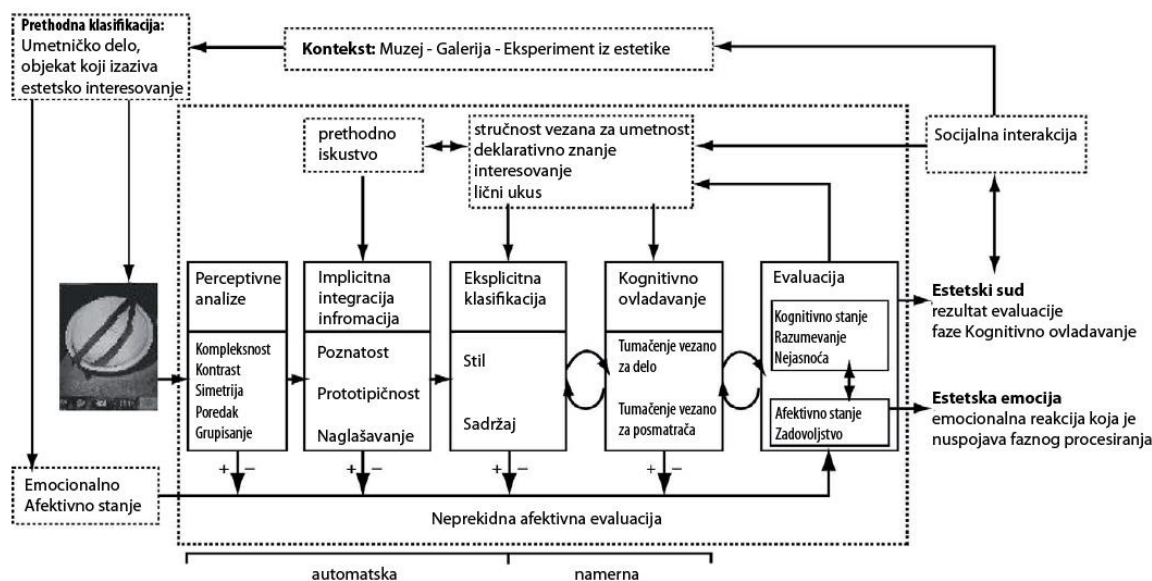 Prethodna klasifikacija:
Umetničko delo,
objekat koji izaziva
estetsko interesovanje
Kontekst: Muzej - Galerija - Eksperiment iz estetike
prethodno
iskustvo
stručnost vezana za umetnost
deklarativno znanje
interesovanje
lični ukus
Socijalna interakcija
Perceptivne
analize
Kompleksnost
Kontrast
Simetrija
Poredak
Grupisanje
Implicitna
integracija
infromacija
Poznatost
Prototipičnost
Naglašavanje
Eksplicitna
klasifikacija
Stil
Sadržaj
Kognitivno
ovladavanje
Tumačenje vezano
za delo
Tumačenje vezano
za posmatrača
Evaluacija
Kognitivno stanje
Razumevanje
Nejasnoća
Afektivno stanje
Zadovoljstvo
Estetski sud
rezultat evaluacije
faze Kognitivno ovladavanje
Estetska emocija
emocionalna reakcija koja je
nuspojava faznog procesiranja
+ − + − + − + −
Emocionalno
Afektivno stanje
Neprekidna afektivna evaluacija
automatska namerna